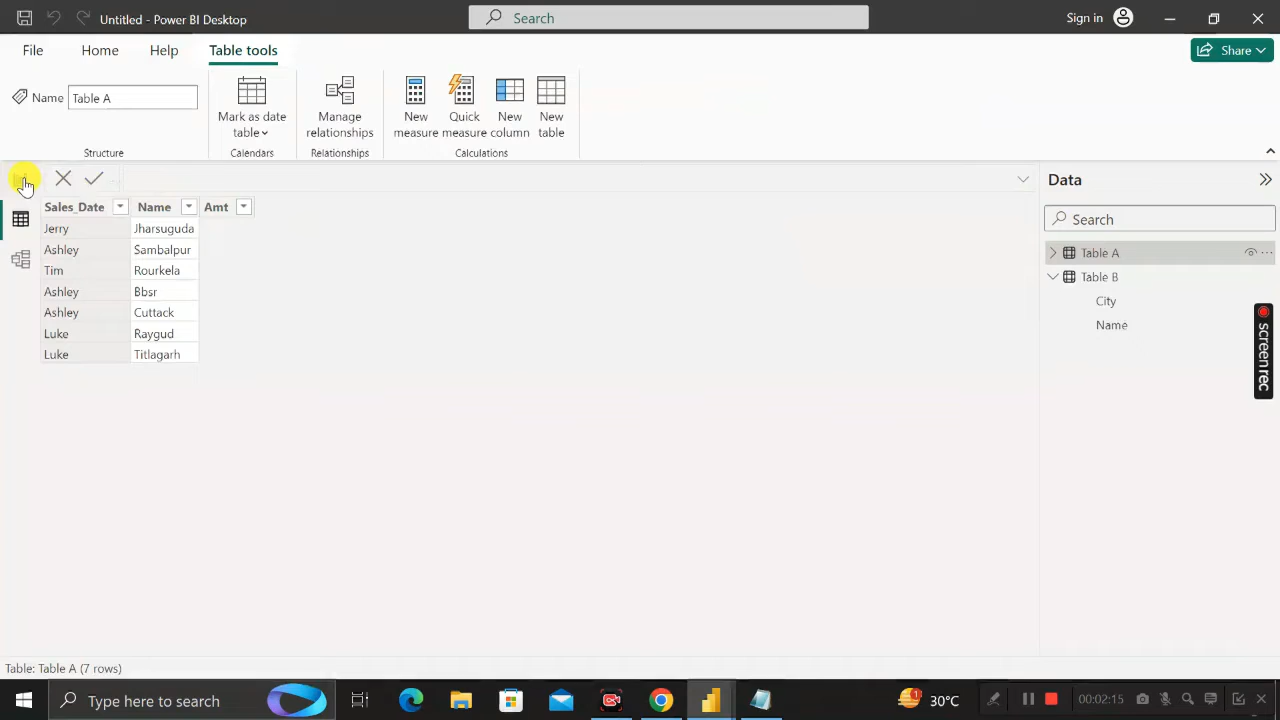 Untitled - Power BI Desktop
Search
Sign in
File
Home
Help
Table tools
Share
Name
Table A
Mark as date
table
Manage
relationships
New
measure
Quick
measure
New
column
New
table
Structure
Calendars
Relationships
Calculations
Sales_Date Name Amt
Jerry Jharsuguda
Ashley Sambalpur
Tim Rourkela
Ashley Bbsr
Ashley Cuttack
Luke Raygud
Luke Titlagarh
Data
Search
Table A
Table B
City
Name
screenrec
Table: Table A (7 rows)
Type here to search
1
30°C
00:02:15